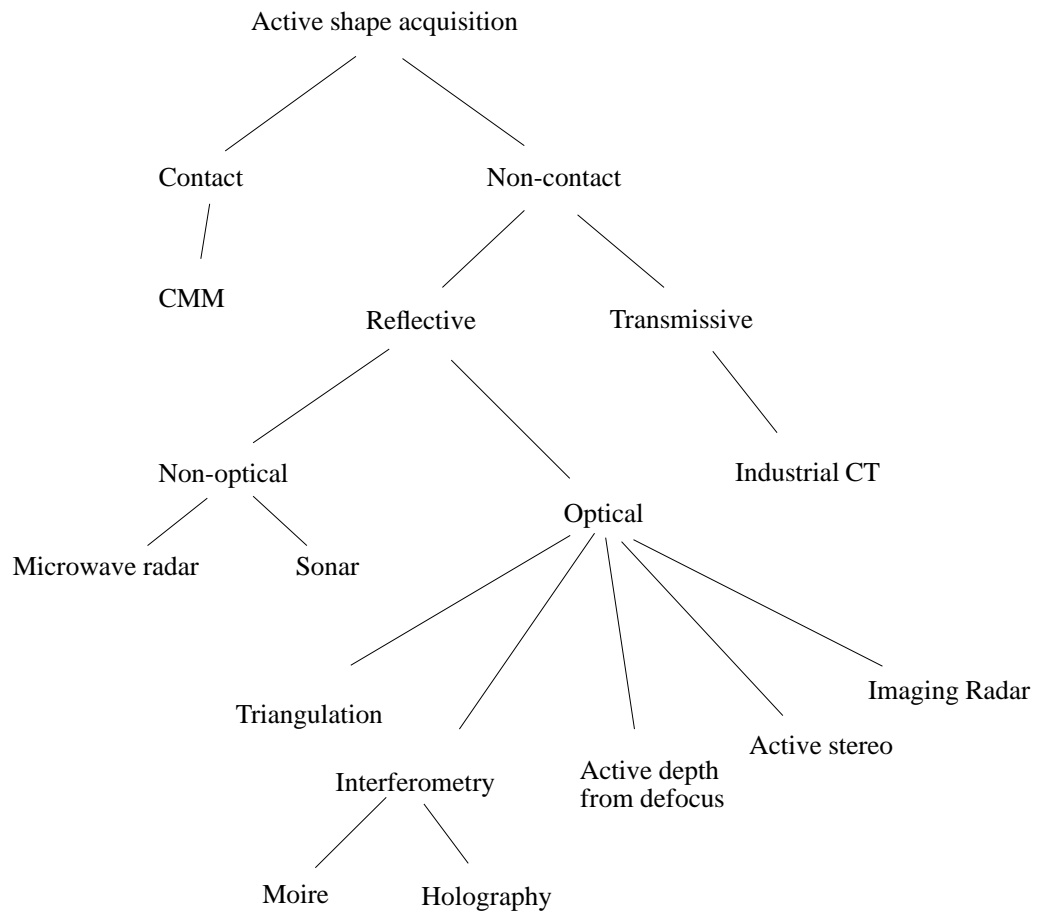 Active shape acquisition
Contact
Non-contact
CMM
Reflective
Transmissive
Non-optical
Industrial CT
Optical
Microwave radar
Sonar
Imaging Radar
Triangulation
Active stereo
Interferometry
Active depth
from defocus
Moire
Holography